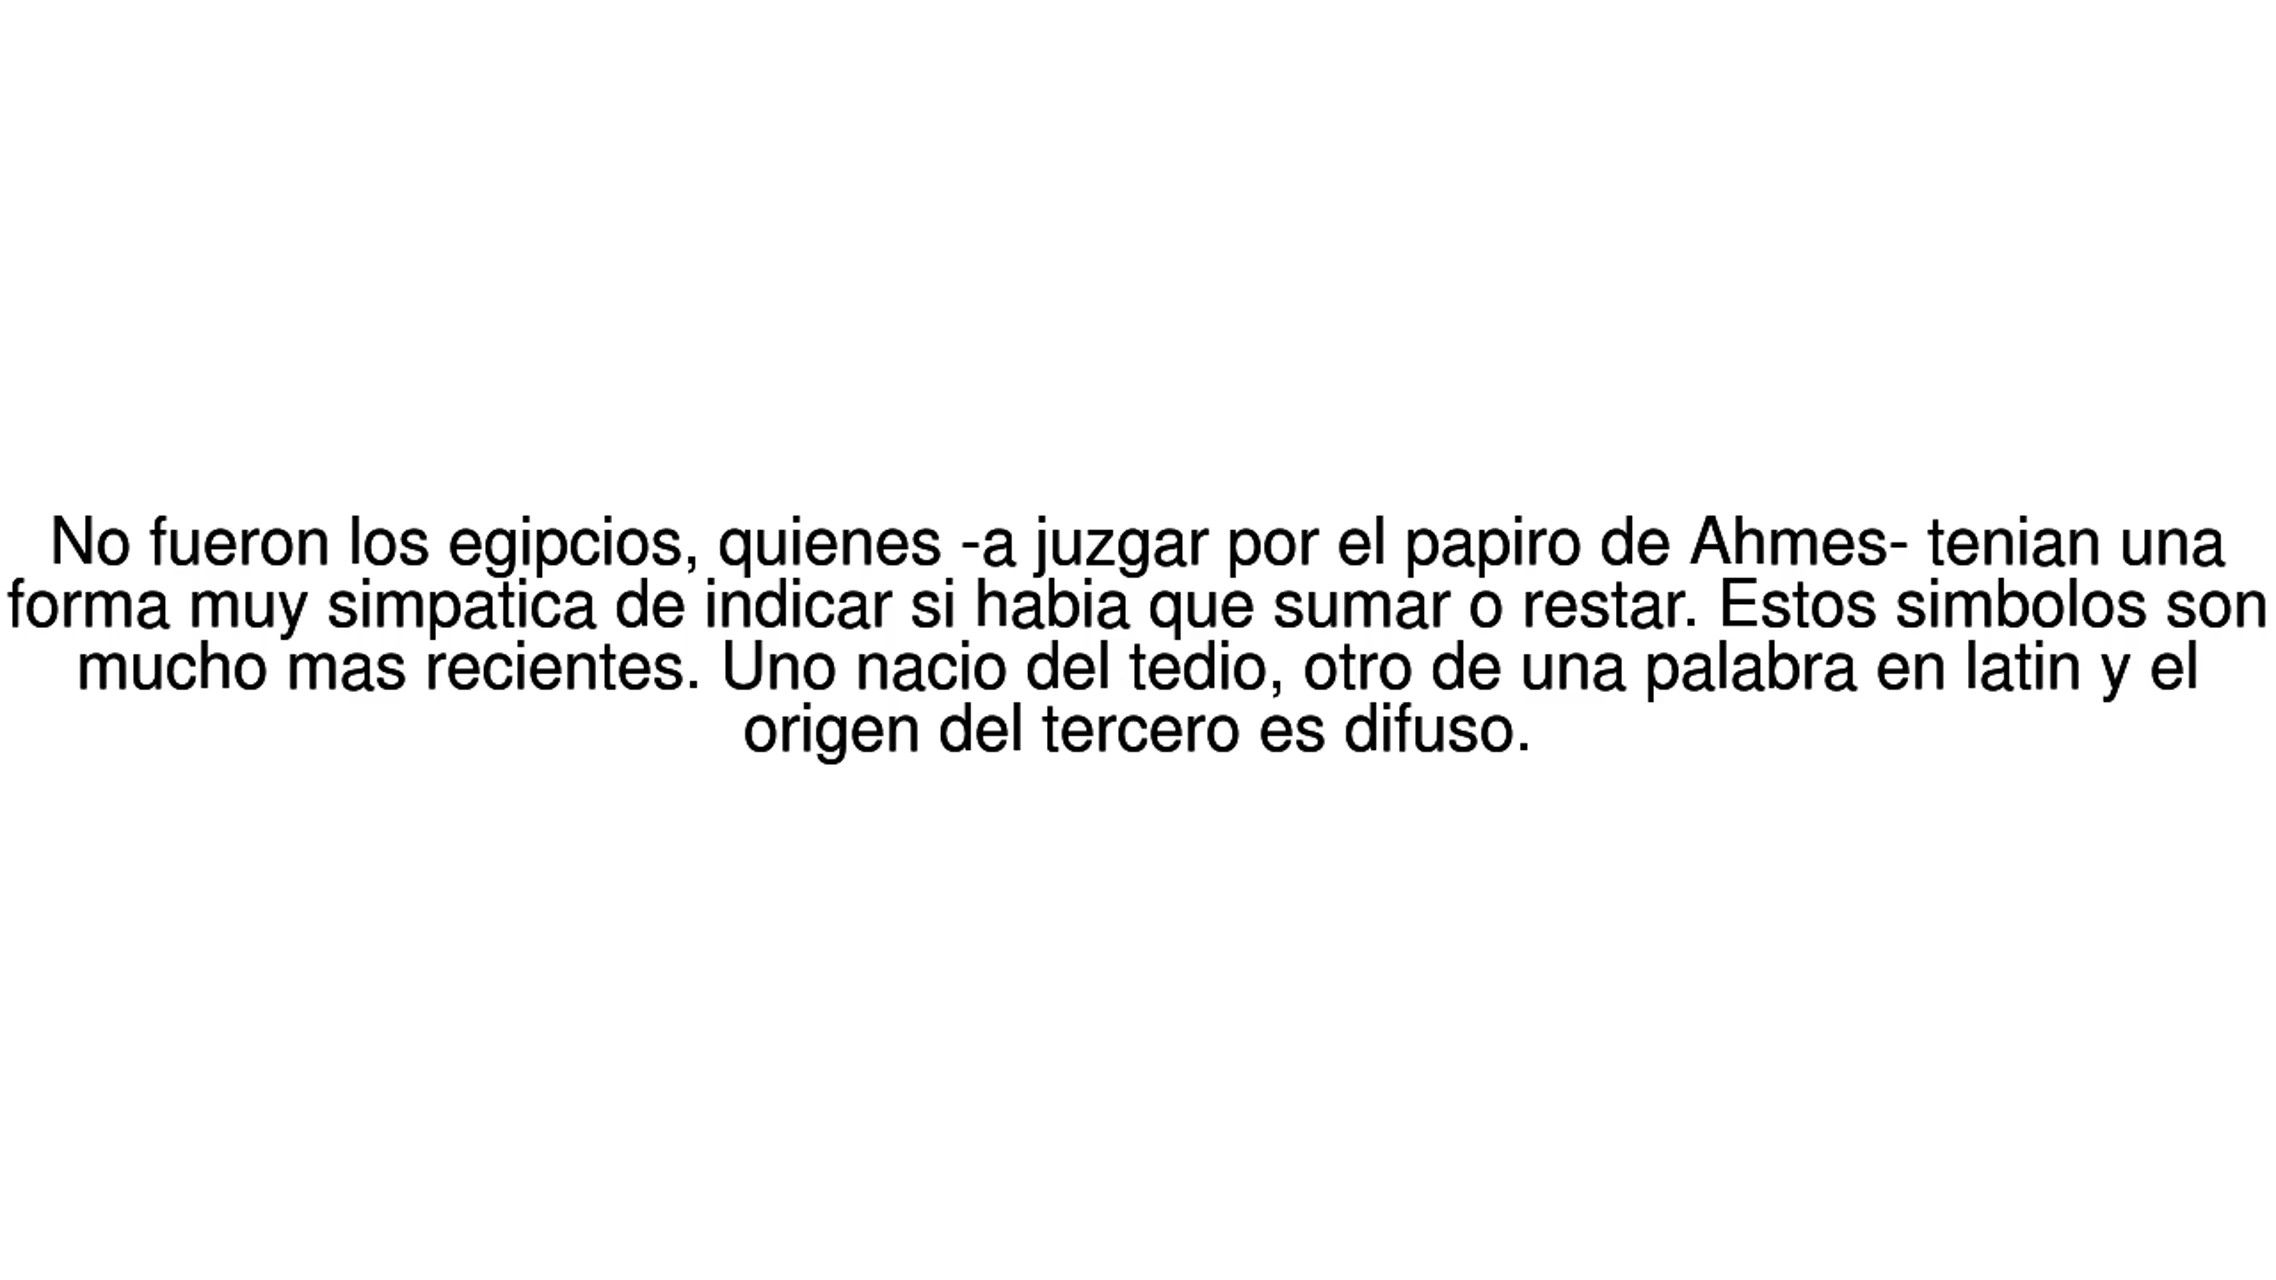 No fueron los egipcios, quienes -a juzgar por el papiro de Ahmes- tenian una
forma muy simpatica de indicar si habia que sumar o restar. Estos simbolos son
mucho mas recientes. Uno nacio del tedio, otro de una palabra en latin y el
origen del tercero es difuso.